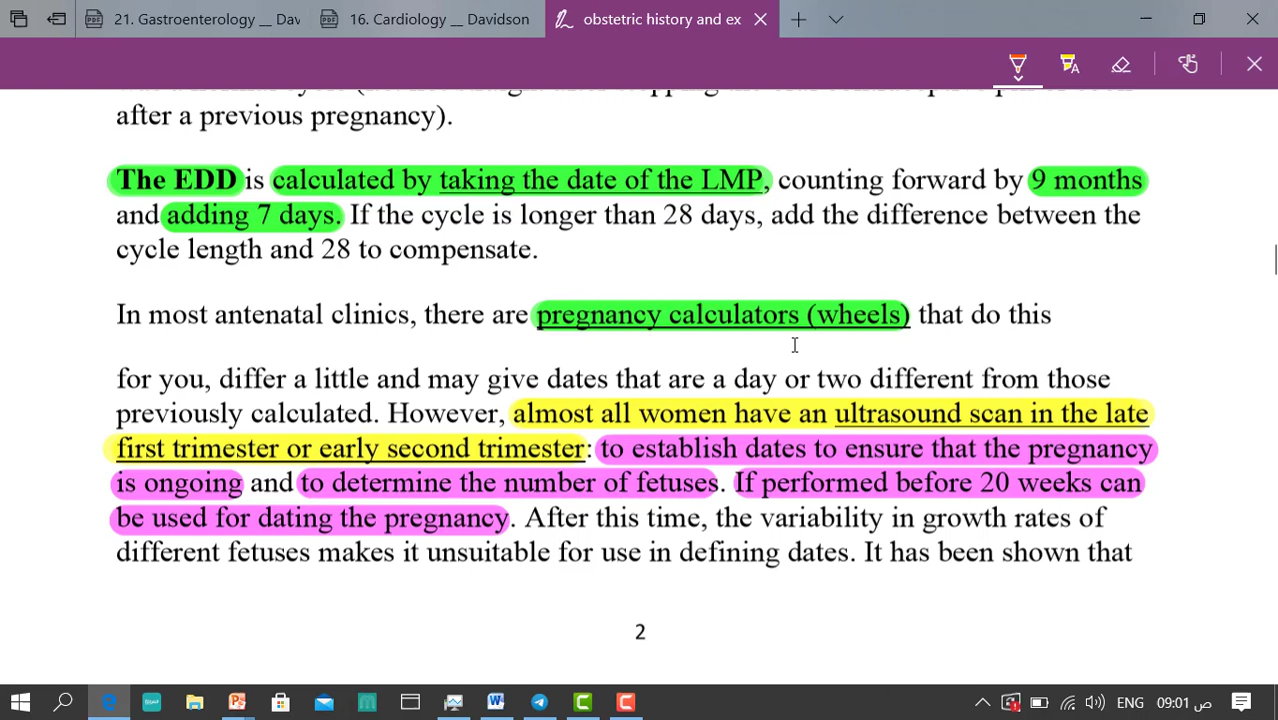 21. Gastroenterology __ Dav
16. Cardiology __ Davidson
obstetric history and ex
after a previous pregnancy).
The EDD is calculated by taking the date of the LMP, counting forward by 9 months
and adding 7 days. If the cycle is longer than 28 days, add the difference between the
cycle length and 28 to compensate.
In most antenatal clinics, there are pregnancy calculators (wheels) that do this
for you, differ a little and may give dates that are a day or two different from those
previously calculated. However, almost all women have an ultrasound scan in the late
first trimester or early second trimester: to establish dates to ensure that the pregnancy
is ongoing and to determine the number of fetuses. If performed before 20 weeks can
be used for dating the pregnancy. After this time, the variability in growth rates of
different fetuses makes it unsuitable for use in defining dates. It has been shown that
2
ENG
09:01 ص